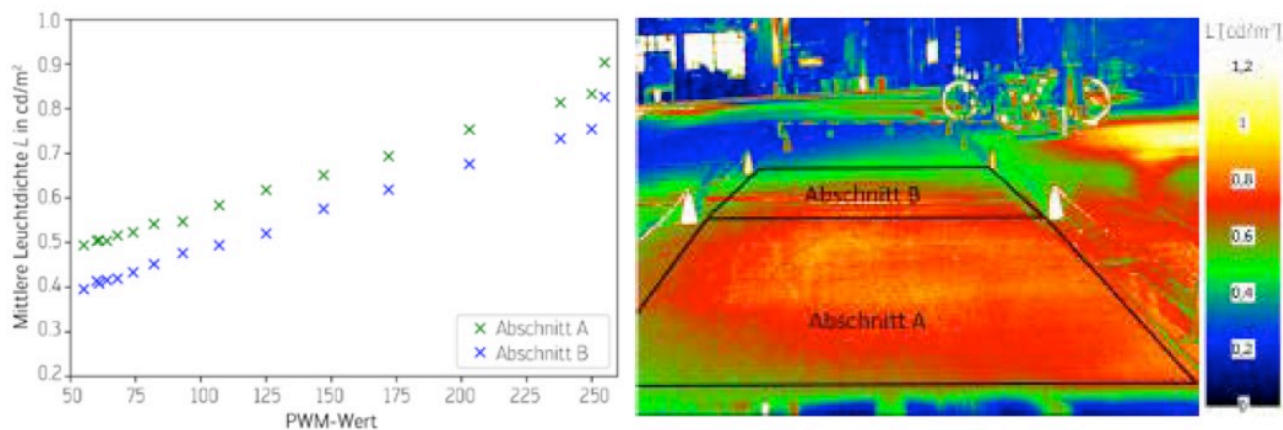 1.0
0.9
0.8
0.7
0.6
0.5
0.4
0.3
0.2
Mittlere Leuchtdichte L in cd/m²
50 75 100 125 150 175 200 225 250
PWM-Wert
Abschnitt A
Abschnitt B
Abschnitt B
Abschnitt A
L [cd/m²]
1,2
1
0,8
0,6
0,4
0,2
0